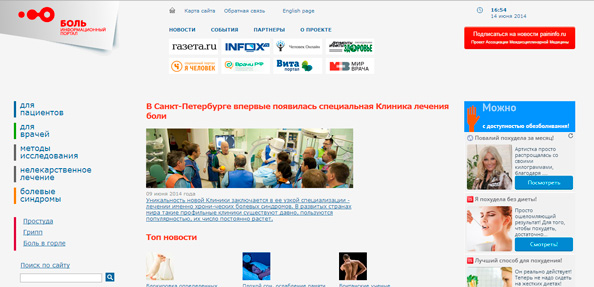 БОЛЬ
ИНФОРМАЦИОННЫЙ
ПОРТАЛ
Карта сайта
Обратная связь
English page
16:54
14 июня 2014
НОВОСТИ
СОБЫТИЯ
ПАРТНЕРЫ
О ПРОЕКТЕ
Подписаться на новости paininfo.ru
Проект Ассоциации Междисциплинарной Медицины
газета.ru
INFOX
Человек Онлайн
ЗДОРОВЬЕ
Я ЧЕЛОВЕК
Врачи РФ
Вита
портал
МИР
ВРАЧА
для
пациентов
для
врачей
методы
исследования
нелекарственное
лечение
болевые
синдромы
Простуда
Грипп
Боль в горле
Поиск по сайту
В Санкт-Петербурге впервые появилась специальная Клиника лечения
боли
09 июня 2014 года
Уникальность новой Клиники заключается в ее узкой специализации -
лечении именно хрони-ческих болевых синдромов. В развитых странах
мира такие профильные клиники существуют давно, пользуются
популярностью, их число постоянно растет.
Топ новости
Можно
с доступностью обезболивания!
Повалий похудела за месяц!
Артистка просто
распрощалась со
своими
килограммами,
благодаря ...
Посмотреть
Я похудела без диеты!
Просто
ошеломляющий
результат! Для того,
чтобы похудеть,
достаточно...
Смотреть!
Лучший способ для похудения!
Он реально действует!
Теперь не надо сидеть
на жёстких диетах!